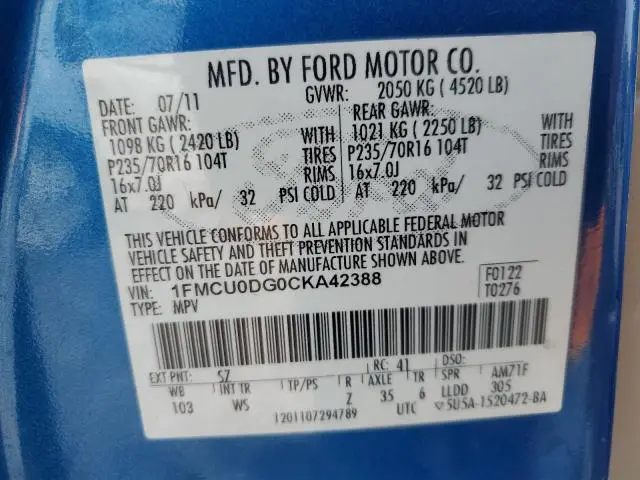 MFD. BY FORD MOTOR CO.
DATE: 07/11 GVWR: 2050 KG ( 4520 LB)
FRONT GAWR: REAR GAWR:
1098 KG ( 2420 LB) WITH 1021 KG ( 2250 LB) WITH
P235/70R16 104T TIRES P235/70R16 104T TIRES
16x7.0J RIMS 16x7.0J RIMS
AT 220 kPa/ 32 PSI COLD AT 220 kPa/ 32 PSI COLD
THIS VEHICLE CONFORMS TO ALL APPLICABLE FEDERAL MOTOR
VEHICLE SAFETY AND THEFT PREVENTION STANDARDS IN
EFFECT ON THE DATE OF MANUFACTURE SHOWN ABOVE.
VIN: 1FMCU0DG0CKA42388 F0122
TYPE: MPV T0276
EXT PNT: SZ RC: 41 DSO:
WB INT TR TP/PS R AXLE TR SPR AM71F
103 WS Z 35 6 LLDD 305
1201107294789 UTC 5U5A-1520472-BA